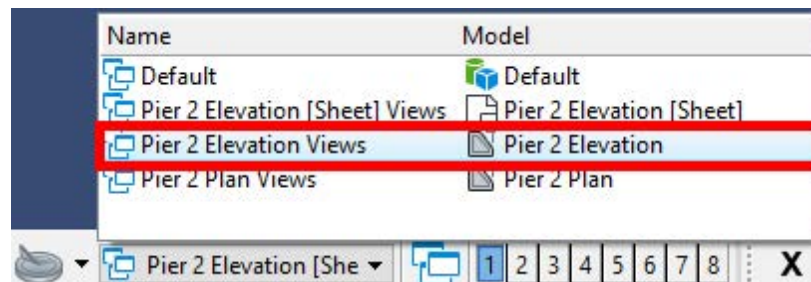 Name Model
Default Default
Pier 2 Elevation [Sheet] Views Pier 2 Elevation [Sheet]
Pier 2 Elevation Views Pier 2 Elevation
Pier 2 Plan Views Pier 2 Plan
Pier 2 Elevation [She 1 2 3 4 5 6 7 8 X